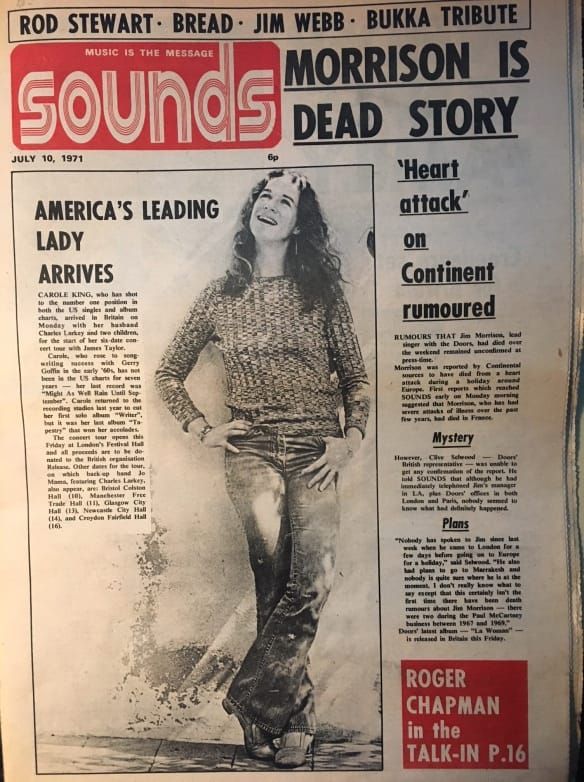 ROD STEWART · BREAD · JIM WEBB · BUKKA TRIBUTE
MUSIC IS THE MESSAGE
sounds
JULY 10, 1971
6p
MORRISON IS
DEAD STORY
'Heart
attack'
on
Continent
rumoured
AMERICA'S LEADING
LADY
ARRIVES
CAROLE KING, who has shot
to the number one position in
both the US singles and album
charts, arrived in Britain on
Monday with her husband
Charles Larkey and two children,
for the start of her six-date con-
cert tour with James Taylor.
Carole, who rose to song-
writing success with Gerry
Goffin in the early '60s, has not
been in the US charts for seven
years — her last record was
"Might As Well Rain Until Sep-
tember". Carole returned to the
recording studios last year to cut
her first solo album "Writer",
but it was her last album "Ta-
pestry" that won her accolades.
The concert tour opens this
Friday at London's Festival Hall
and all proceeds are to be do-
nated to the British organisation
Release. Other dates for the tour,
on which back-up band Jo
Mama, featuring Charles Larkey,
also appear, are: Bristol Colston
Hall (10), Manchester Free
Trade Hall (11), Glasgow City
Hall (13), Newcastle City Hall
(14), and Croydon Fairfield Hall
(16).
RUMOURS THAT Jim Morrison, lead
singer with the Doors, had died over
the weekend remained unconfirmed at
press-time.
Morrison was reported by Continental
sources to have died from a heart
attack during a holiday around
Europe. First reports which reached
SOUNDS early on Monday morning
suggested that Morrison, who has had
severe attacks of illness over the past
few years, had died in France.
Mystery
However, Clive Selwood — Doors'
British representative — was unable to
get any confirmation of the report. He
told SOUNDS that although he had
immediately telephoned Jim's manager
in LA, plus Doors' offices in both
London and Paris, nobody seemed to
know what had definitely happened.
Plans
"Nobody has spoken to Jim since last
week when he came to London for a
few days before going on to Europe
for a holiday," said Selwood. "He also
had plans to go to Marrakesh and
nobody is quite sure where he is at the
moment. I don't really know what to
say except that this certainly isn't the
first time there have been death
rumours about Jim Morrison — there
were two during the Paul McCartney
business between 1967 and 1969."
Doors' latest album — "La Woman" —
is released in Britain this Friday.
ROGER
CHAPMAN
in the
TALK-IN P.16